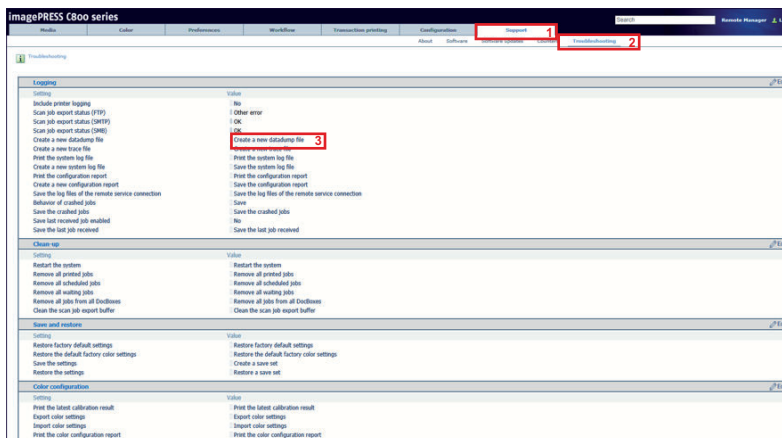 imagePRESS C800 series
Search
Remote Manager
Media Color Preferences Workflow Transaction printing Configuration Support
1
About Software Software updates Counters Troubleshooting
2
Troubleshooting
Logging
Setting Value
Include printer logging No
Scan job export status (FTP) Other error
Scan job export status (SMTP) OK
Scan job export status (SMB) OK
Create a new datadump file Create a new datadump file 3
Create a new trace file Create a new trace file
Print the system log file Print the system log file
Create a new system log file Save the system log file
Print the configuration report Print the configuration report
Create a new configuration report Save the configuration report
Save the log files of the remote service connection Save the log files of the remote service connection
Behavior of crashed jobs Save
Save the crashed jobs Save the crashed jobs
Save last received job enabled No
Save the last job received Save the last job received
Clean-up
Setting Value
Restart the system Restart the system
Remove all printed jobs Remove all printed jobs
Remove all scheduled jobs Remove all scheduled jobs
Remove all waiting jobs Remove all waiting jobs
Remove all jobs from all DocBoxes Remove all jobs from all DocBoxes
Clean the scan job export buffer Clean the scan job export buffer
Save and restore
Setting Value
Restore factory default settings Restore factory default settings
Restore the default factory color settings Restore the default factory color settings
Save the settings Create a save set
Restore the settings Restore a save set
Color configuration
Setting Value
Print the latest calibration result Print the latest calibration result
Export color settings Export color settings
Import color settings Import color settings
Print the color configuration report Print the color configuration report